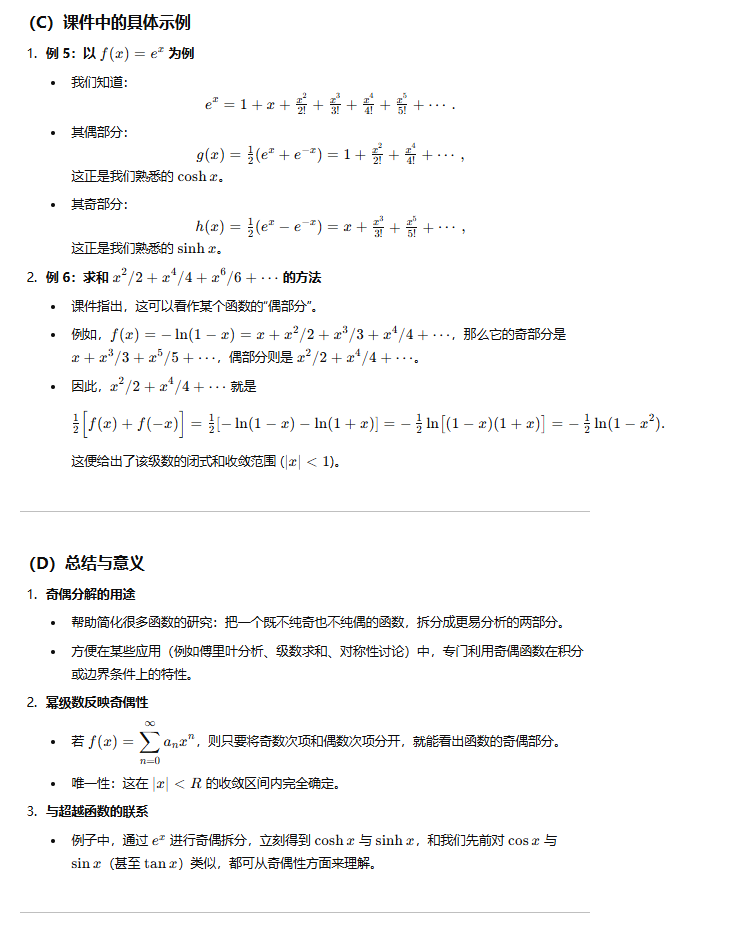 （C）课件中的具体示例
1. 例 5：以 f(x) = e^x 为例
• 我们知道：
e^x = 1 + x + x^2/2! + x^3/3! + x^4/4! + x^5/5! + ⋯ .
• 其偶部分：
g(x) = 1/2(e^x + e^{-x}) = 1 + x^2/2! + x^4/4! + ⋯ ,
这正是我们熟悉的 cosh x。
• 其奇部分：
h(x) = 1/2(e^x − e^{-x}) = x + x^3/3! + x^5/5! + ⋯ ,
这正是我们熟悉的 sinh x。
2. 例 6：求和 x^2/2 + x^4/4 + x^6/6 + ⋯ 的方法
• 课件指出，这可以看作某个函数的“偶部分”。
• 例如，f(x) = − ln(1 − x) = x + x^2/2 + x^3/3 + x^4/4 + ⋯，那么它的奇部分是
x + x^3/3 + x^5/5 + ⋯，偶部分则是 x^2/2 + x^4/4 + ⋯。
• 因此，x^2/2 + x^4/4 + ⋯ 就是
1/2[f(x) + f(−x)] = 1/2[− ln(1 − x) − ln(1 + x)] = − 1/2 ln[(1 − x)(1 + x)] = − 1/2 ln(1 − x^2).
这便给出了该级数的闭式和收敛范围 (|x| < 1)。
（D）总结与意义
1. 奇偶分解的用途
• 帮助简化很多函数的研究：把一个既不纯奇也不纯偶的函数，拆分成更易分析的两部分。
• 方便在某些应用（例如傅里叶分析、级数求和、对称性讨论）中，专门利用奇偶函数在积分
或边界条件上的特性。
2. 幂级数反映奇偶性
• 若 f(x) = ∑_{n=0}^{∞} a_n x^n，则只要将奇数次项和偶数次项分开，就能看出函数的奇偶部分。
• 唯一性：这在 |x| < R 的收敛区间内完全确定。
3. 与超越函数的联系
• 例子中，通过 e^x 进行奇偶拆分，立刻得到 cosh x 与 sinh x，和我们先前对 cos x 与
sin x（甚至 tan x）类似，都可从奇偶性方面来理解。